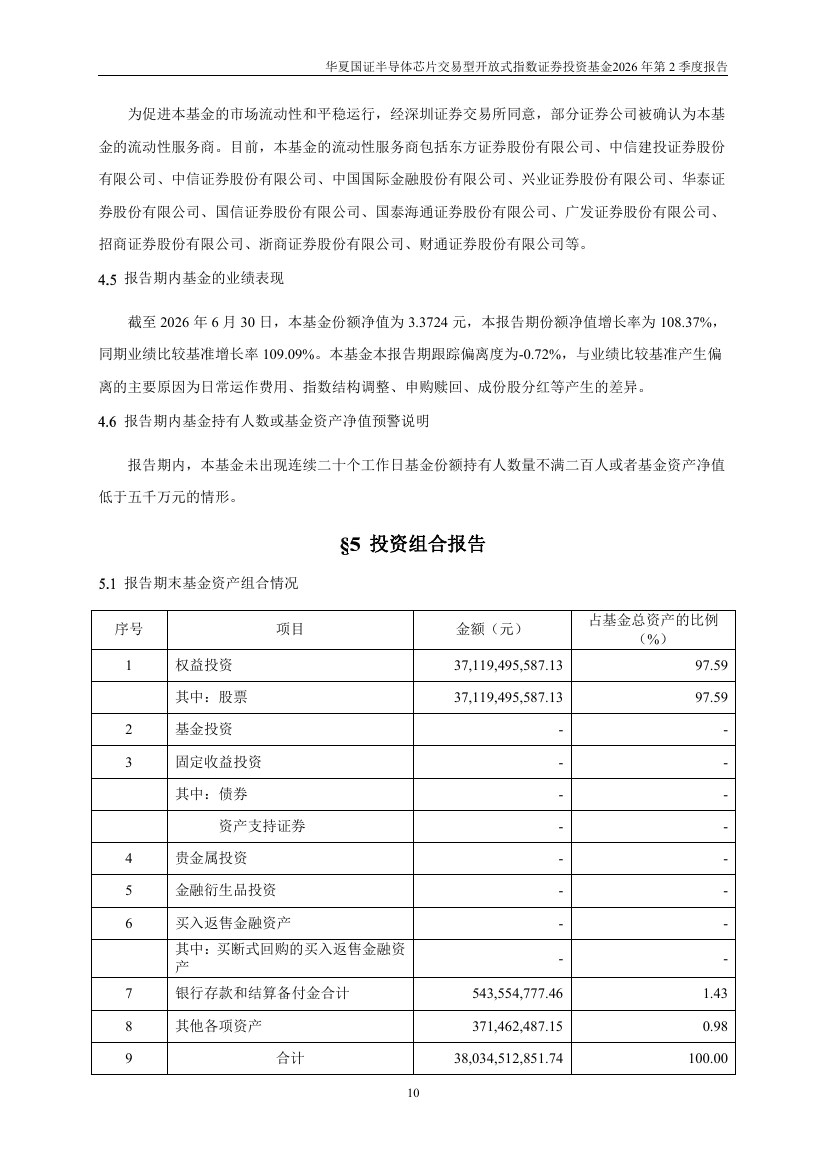 华夏国证半导体芯片交易型开放式指数证券投资基金2026 年第 2 季度报告
为促进本基金的市场流动性和平稳运行，经深圳证券交易所同意，部分证券公司被确认为本基
金的流动性服务商。目前，本基金的流动性服务商包括东方证券股份有限公司、中信建投证券股份
有限公司、中信证券股份有限公司、中国国际金融股份有限公司、兴业证券股份有限公司、华泰证
券股份有限公司、国信证券股份有限公司、国泰海通证券股份有限公司、广发证券股份有限公司、
招商证券股份有限公司、浙商证券股份有限公司、财通证券股份有限公司等。
4.5 报告期内基金的业绩表现
截至 2026 年 6 月 30 日，本基金份额净值为 3.3724 元，本报告期份额净值增长率为 108.37%，
同期业绩比较基准增长率 109.09%。本基金本报告期跟踪偏离度为-0.72%，与业绩比较基准产生偏
离的主要原因为日常运作费用、指数结构调整、申购赎回、成份股分红等产生的差异。
4.6 报告期内基金持有人数或基金资产净值预警说明
报告期内，本基金未出现连续二十个工作日基金份额持有人数量不满二百人或者基金资产净值
低于五千万元的情形。
§5 投资组合报告
5.1 报告期末基金资产组合情况
序号 项目 金额（元） 占基金总资产的比例
（%）
1 权益投资 37,119,495,587.13 97.59
其中：股票 37,119,495,587.13 97.59
2 基金投资 - -
3 固定收益投资 - -
其中：债券 - -
资产支持证券 - -
4 贵金属投资 - -
5 金融衍生品投资 - -
6 买入返售金融资产 - -
其中：买断式回购的买入返售金融资
产 - -
7 银行存款和结算备付金合计 543,554,777.46 1.43
8 其他各项资产 371,462,487.15 0.98
9 合计 38,034,512,851.74 100.00
10